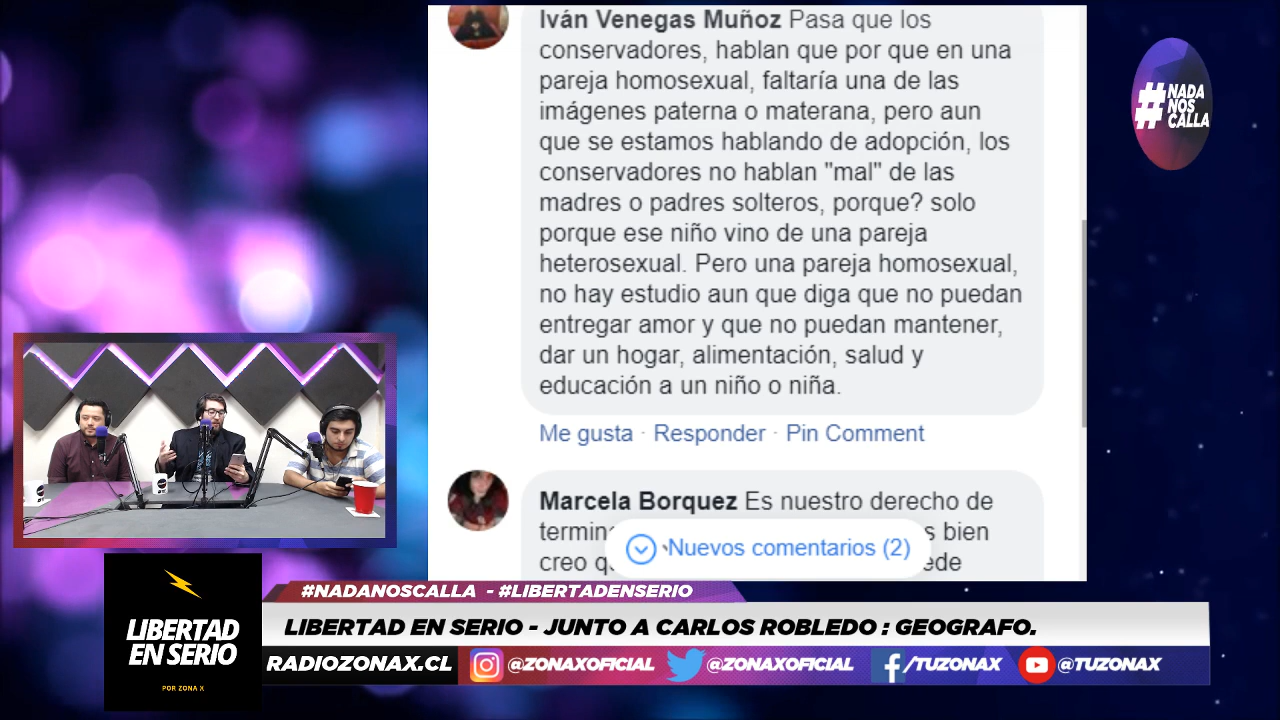 Iván Venegas Muñoz Pasa que los
conservadores, hablan que por que en una
pareja homosexual, faltaría una de las
imágenes paterna o materana, pero aun
que se estamos hablando de adopción, los
conservadores no hablan "mal" de las
madres o padres solteros, porque? solo
porque ese niño vino de una pareja
heterosexual. Pero una pareja homosexual,
no hay estudio aun que diga que no puedan
entregar amor y que no puedan mantener,
dar un hogar, alimentación, salud y
educación a un niño o niña.
Me gusta · Responder · Pin Comment
Marcela Borquez Es nuestro derecho de
bien
creo
Nuevos comentarios (2)
#NADA
NOS
CALLA
#NADANOSCALLA - #LIBERTADENSERIO
LIBERTAD EN SERIO - JUNTO A CARLOS ROBLEDO : GEOGRAFO.
LIBERTAD
EN SERIO
POR ZONA X
RADIOZONAX.CL @ZONAXOFICIAL @ZONAXOFICIAL /TUZONAX @TUZONAX